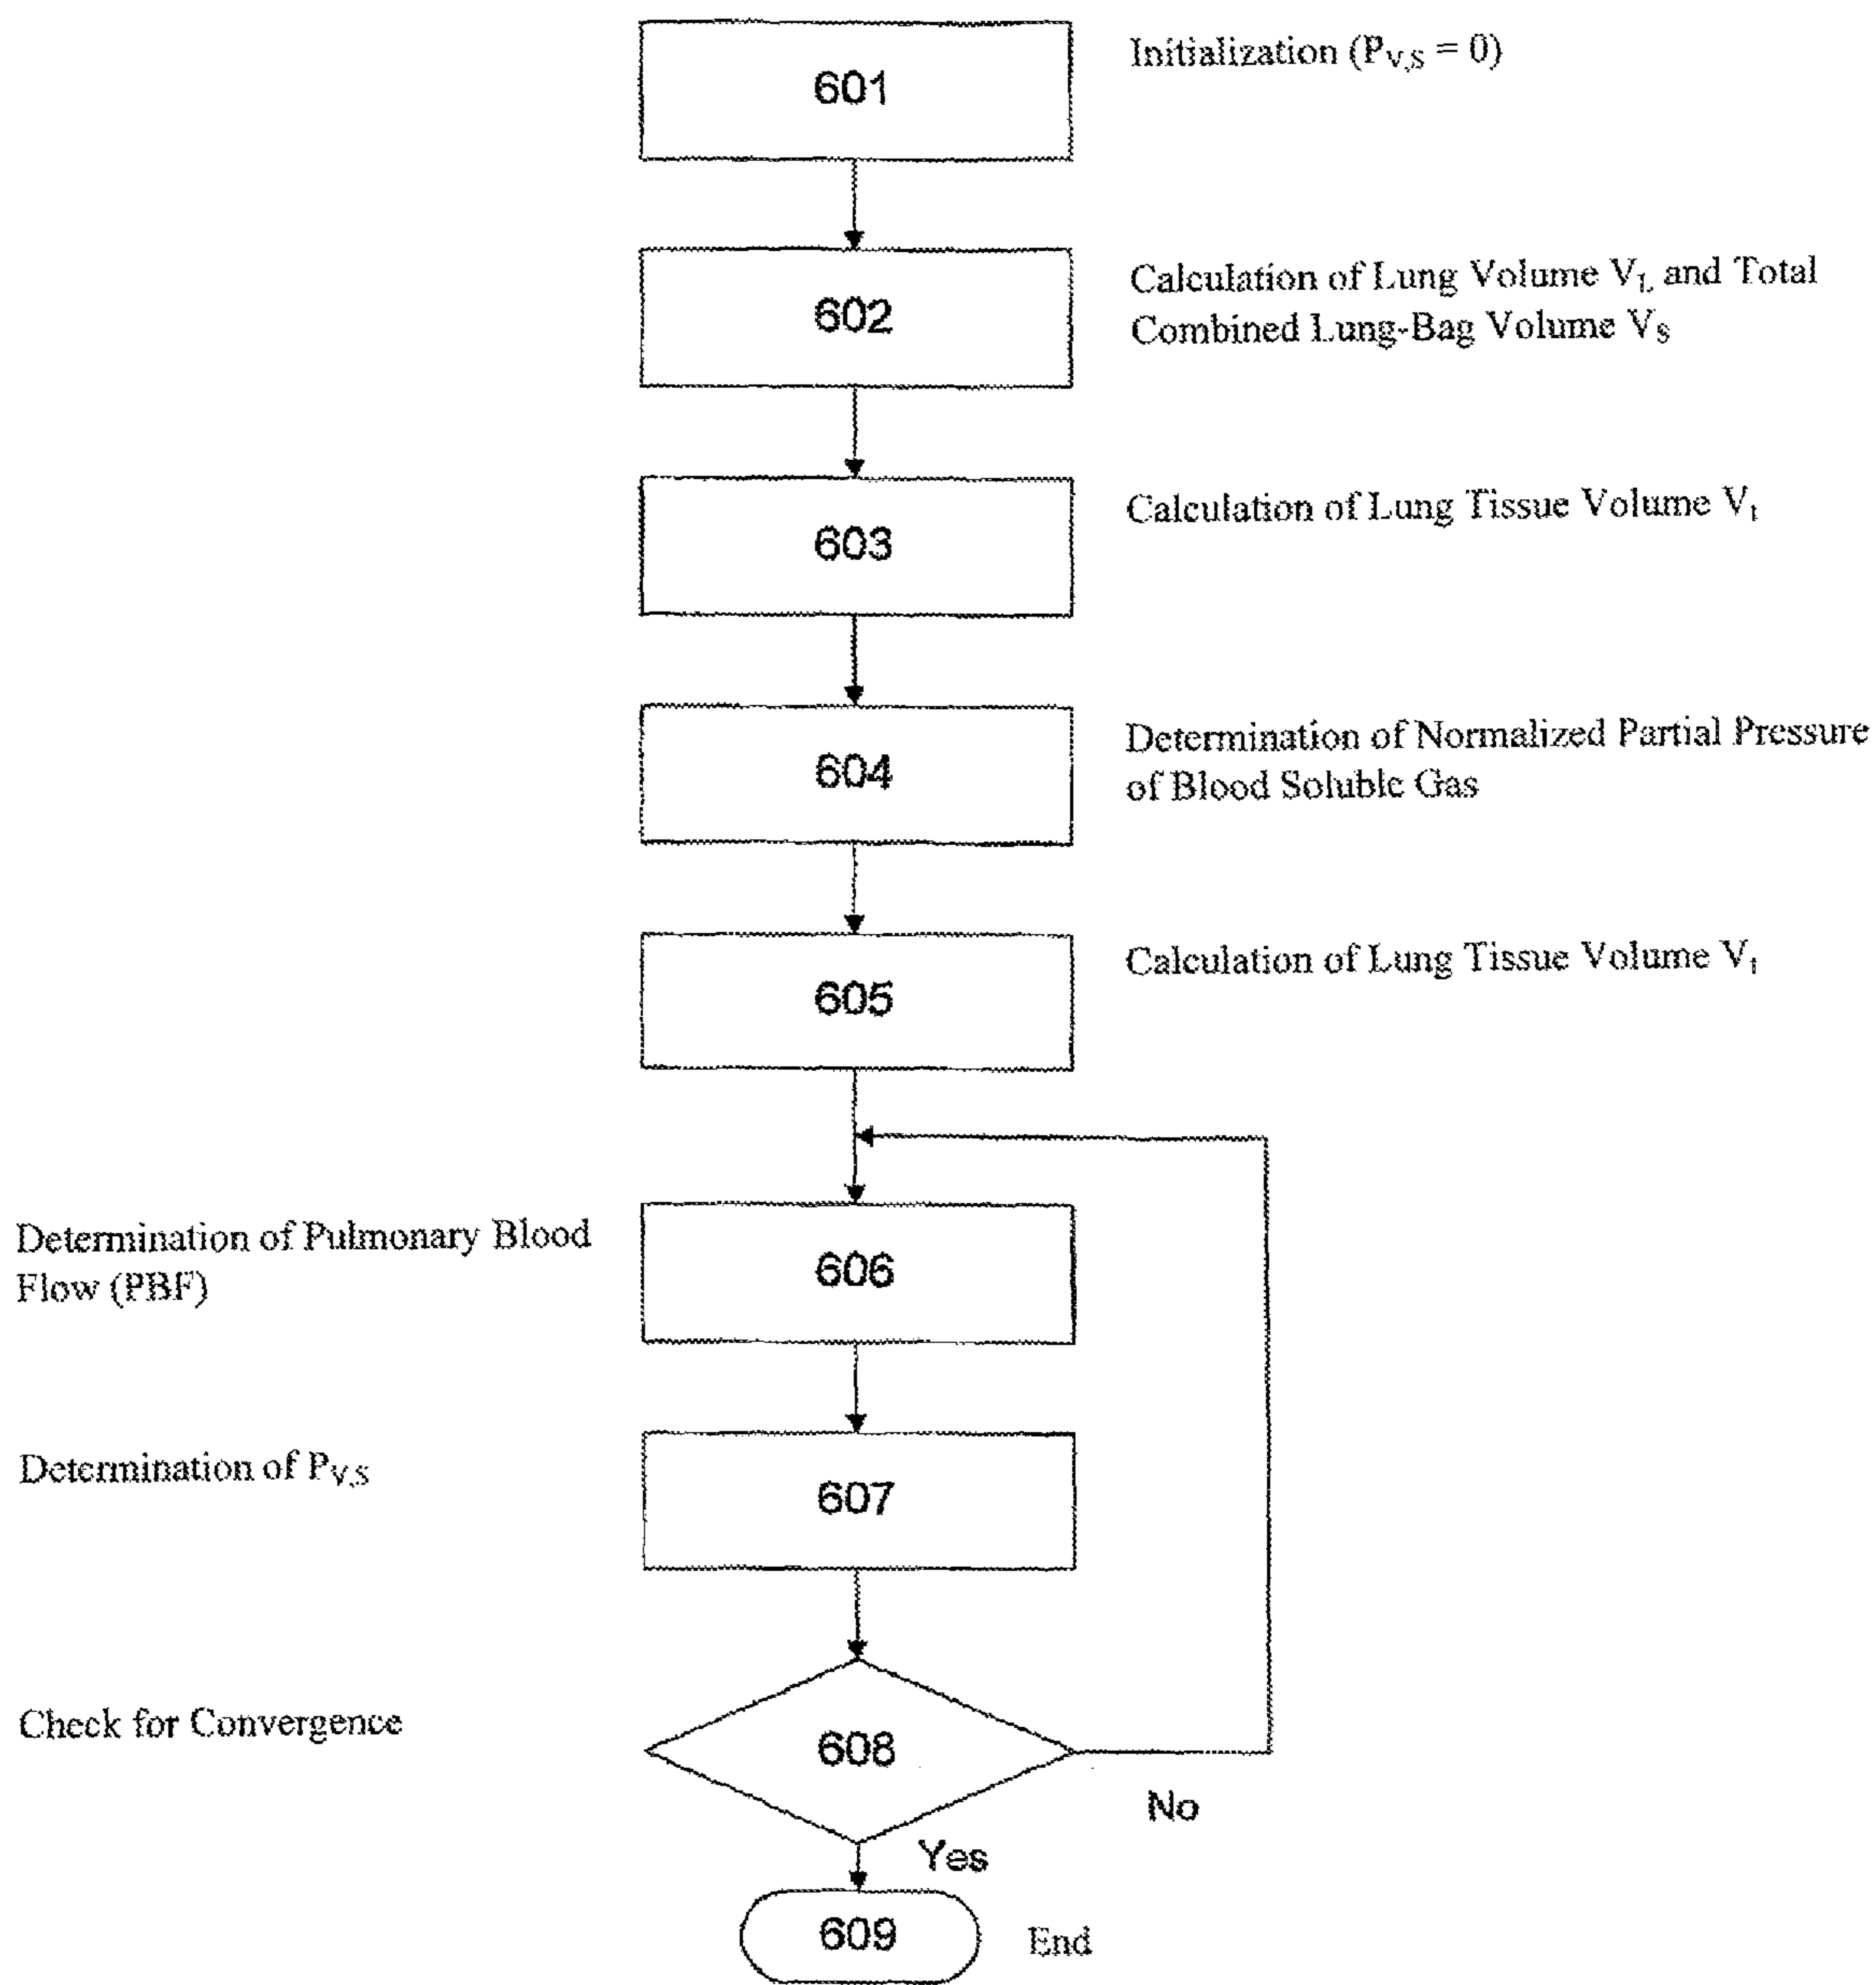 601
Initialization (P_V,S = 0)
602
Calculation of Lung Volume V_L and Total
Combined Lung-Bag Volume V_S
603
Calculation of Lung Tissue Volume V_t
604
Determination of Normalized Partial Pressure
of Blood Soluble Gas
605
Calculation of Lung Tissue Volume V_t
Determination of Pulmonary Blood
Flow (PBF)
606
Determination of P_V,S
607
Check for Convergence
608
No
Yes
609
End